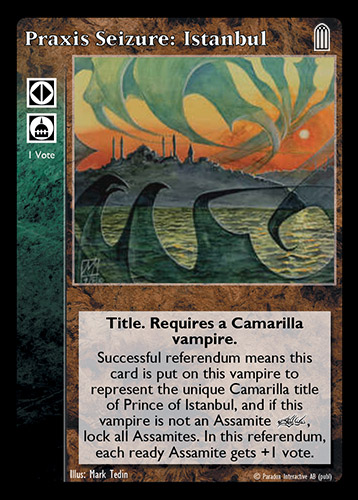 Praxis Seizure: Istanbul
1 Vote
Title. Requires a Camarilla
vampire.
Successful referendum means this
card is put on this vampire to
represent the unique Camarilla title
of Prince of Istanbul, and if this
vampire is not an Assamite ,
lock all Assamites. In this referendum,
each ready Assamite gets +1 vote.
Illus: Mark Tedin
© Paradox Interactive AB (publ)